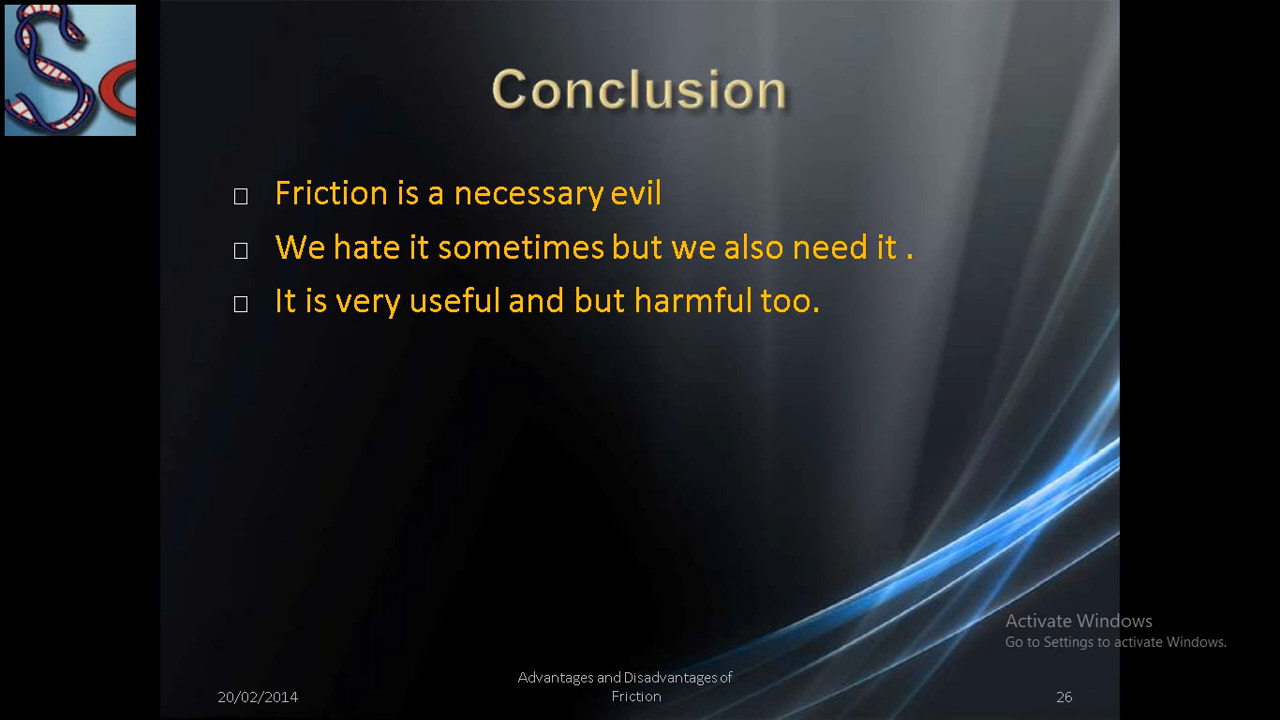 Sc
Conclusion
Friction is a necessary evil
We hate it sometimes but we also need it .
It is very useful and but harmful too.
Activate Windows
Go to Settings to activate Windows.
Advantages and Disadvantages of
Friction
20/02/2014
26